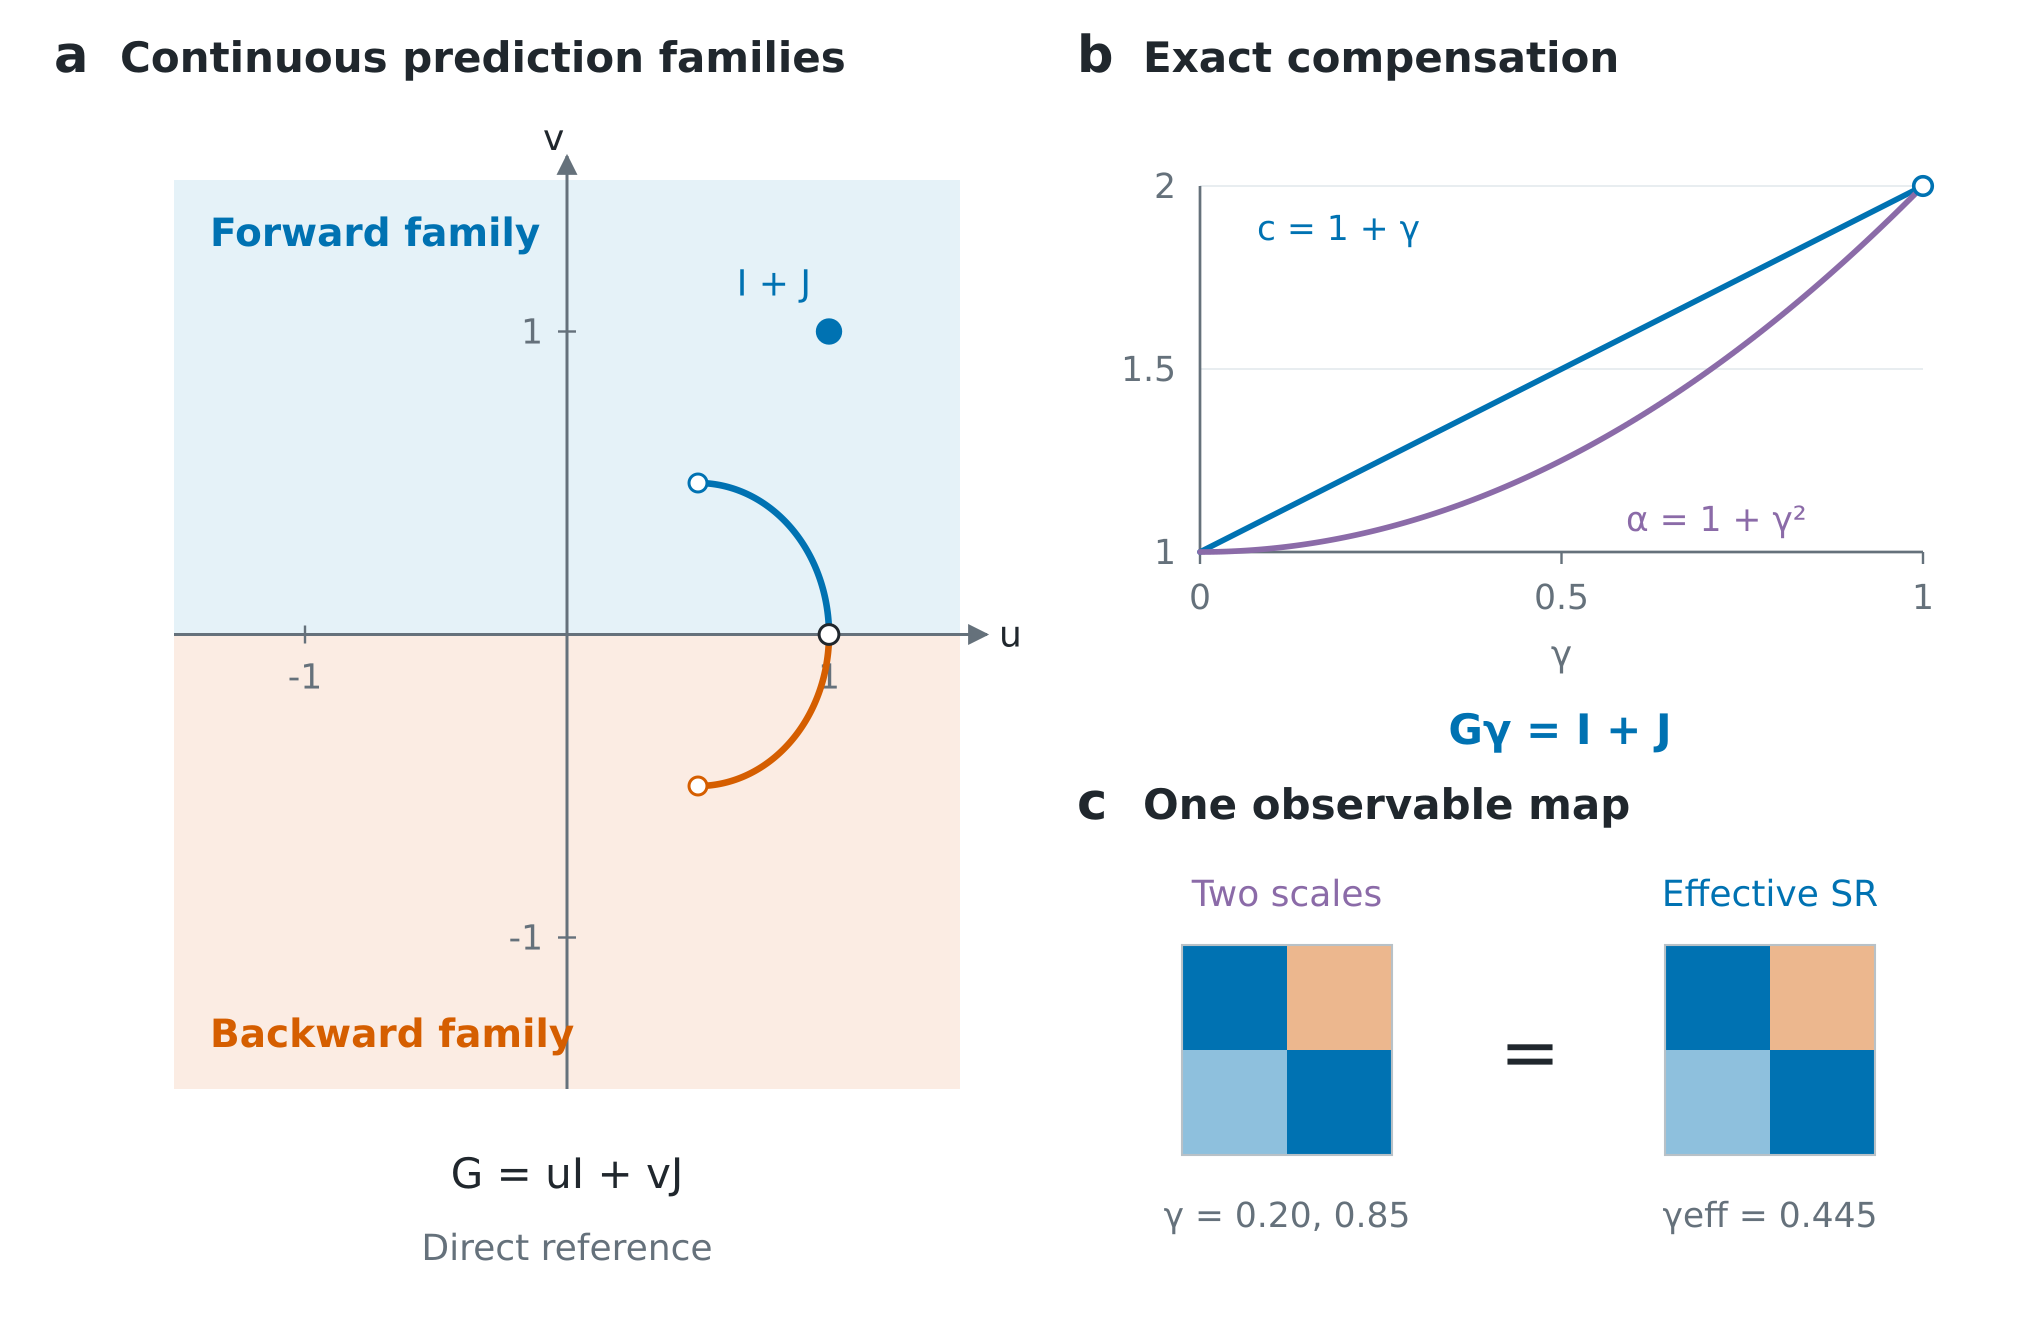 a Continuous prediction families
v
Forward family
I + J
1
u
-1
1
-1
Backward family
G = uI + vJ
Direct reference
b Exact compensation
2
c = 1 + γ
1.5
α = 1 + γ²
1
0
0.5
1
γ
Gγ = I + J
c One observable map
Two scales
Effective SR
=
γ = 0.20, 0.85
γeff = 0.445